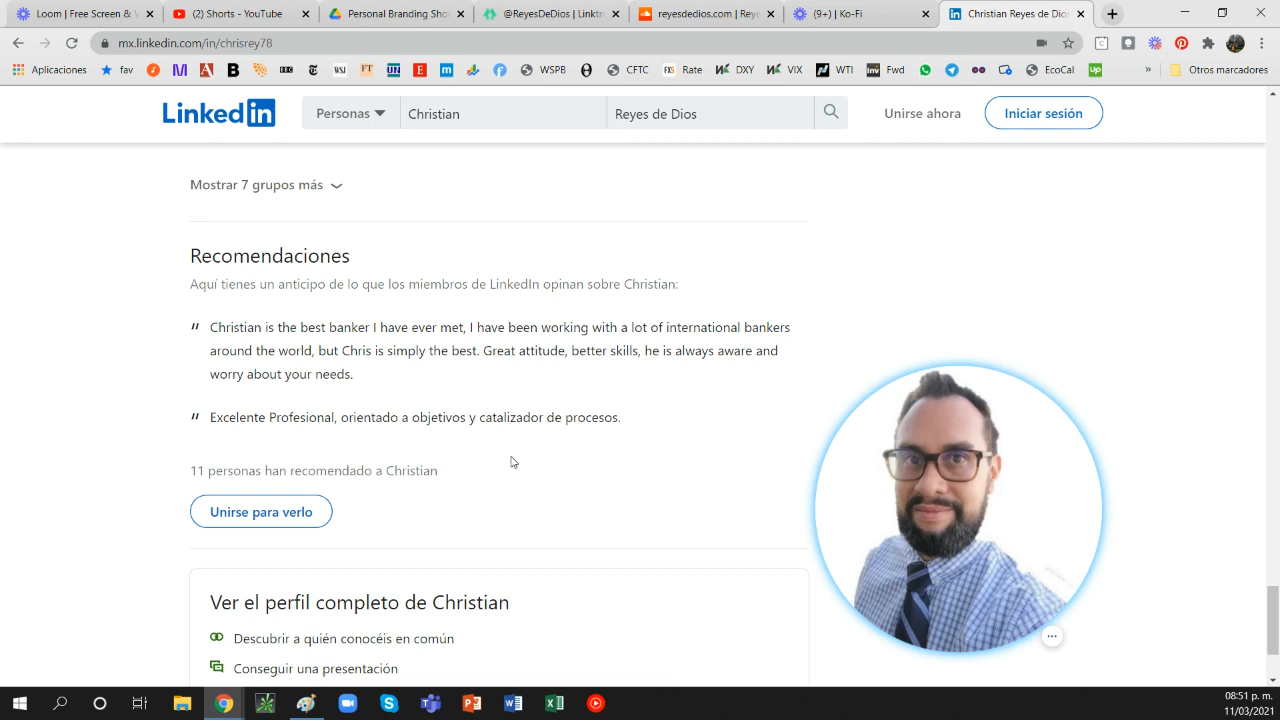 Loom | Free Screen & V
(2) Shorts - YouTube
Personal Branding Sho
@ReyesDeDios | Linktr
reyesdedios.com | Reye
(9+) | Ko-Fi
Christian Reyes de Dios
mx.linkedin.com/in/chrisrey78
Aplicaciones
fav
WSPB
CFTC
Rate
DXY
VIX
WTI
Fwd
EcoCal
Otros marcadores
LinkedIn
Personas
Christian
Reyes de Dios
Unirse ahora
Iniciar sesión
Mostrar 7 grupos más
Recomendaciones
Aquí tienes un anticipo de lo que los miembros de LinkedIn opinan sobre Christian:
" Christian is the best banker I have ever met, I have been working with a lot of international bankers
around the world, but Chris is simply the best. Great attitude, better skills, he is always aware and
worry about your needs.
" Excelente Profesional, orientado a objetivos y catalizador de procesos.
11 personas han recomendado a Christian
Unirse para verlo
Ver el perfil completo de Christian
Descubrir a quién conocéis en común
Conseguir una presentación
08:51 p. m.
11/03/2021